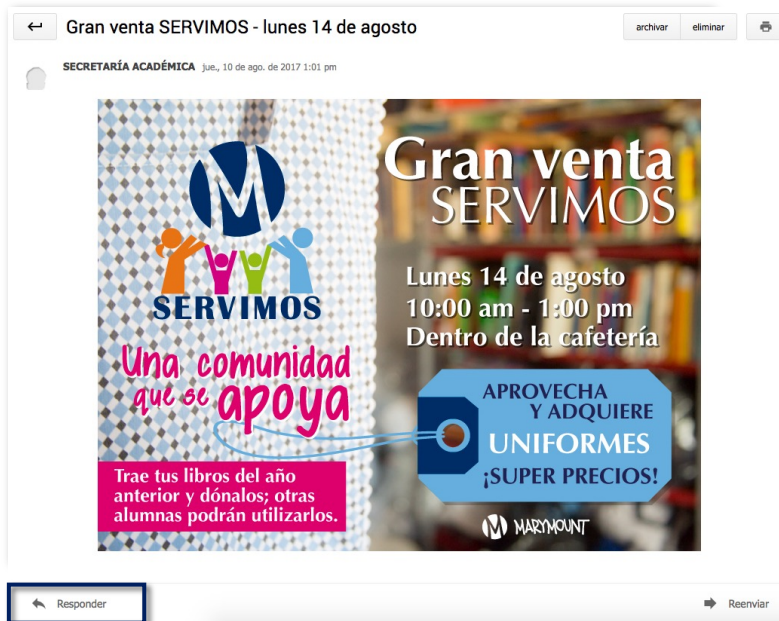 Gran venta SERVIMOS - lunes 14 de agosto
archivar eliminar
SECRETARÍA ACADÉMICA jue., 10 de ago. de 2017 1:01 pm
M
SERVIMOS
Una comunidad
que se apoya
Trae tus libros del año
anterior y dónalos; otras
alumnas podrán utilizarlos.
Gran venta
SERVIMOS
Lunes 14 de agosto
10:00 am - 1:00 pm
Dentro de la cafetería
APROVECHA
Y ADQUIERE
UNIFORMES
¡SUPER PRECIOS!
M MARYMOUNT
Responder
Reenviar